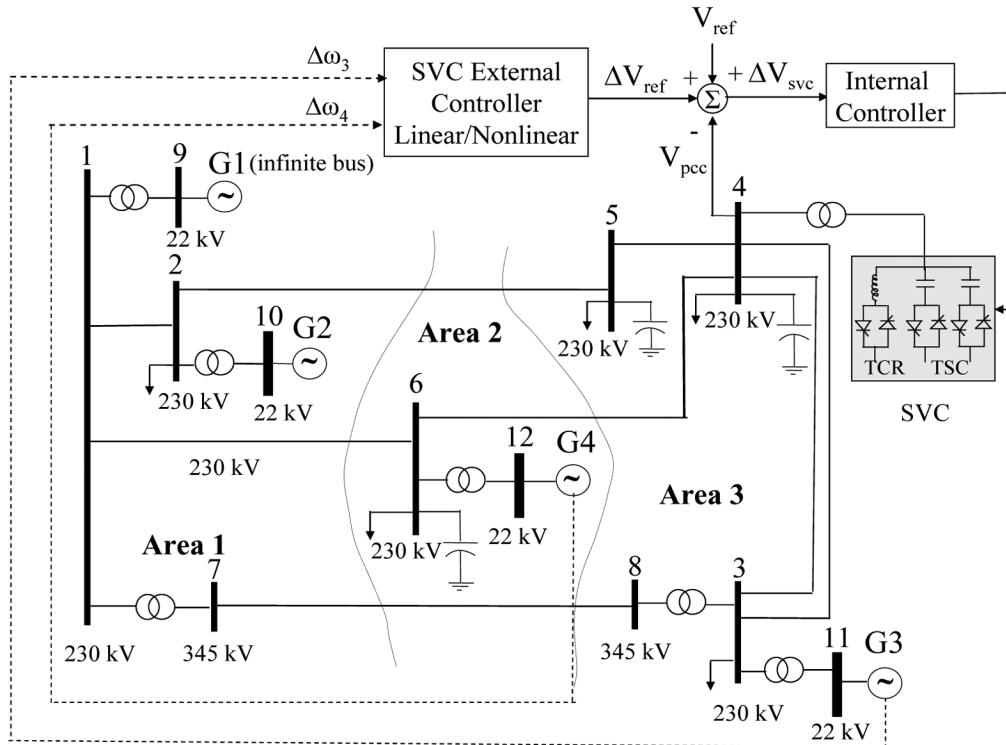 V_ref
Δω_3
SVC External
Controller
Linear/Nonlinear
ΔV_ref
+
+
ΔV_svc
Σ
Internal
Controller
Δω_4
-
V_pcc
1
9
G1 (infinite bus)
~
22 kV
4
5
2
10
G2
~
230 kV
22 kV
Area 2
230 kV
230 kV
TCR
TSC
SVC
6
12
G4
~
230 kV
230 kV
22 kV
Area 3
Area 1
7
8
3
230 kV
345 kV
345 kV
11
G3
~
230 kV
22 kV